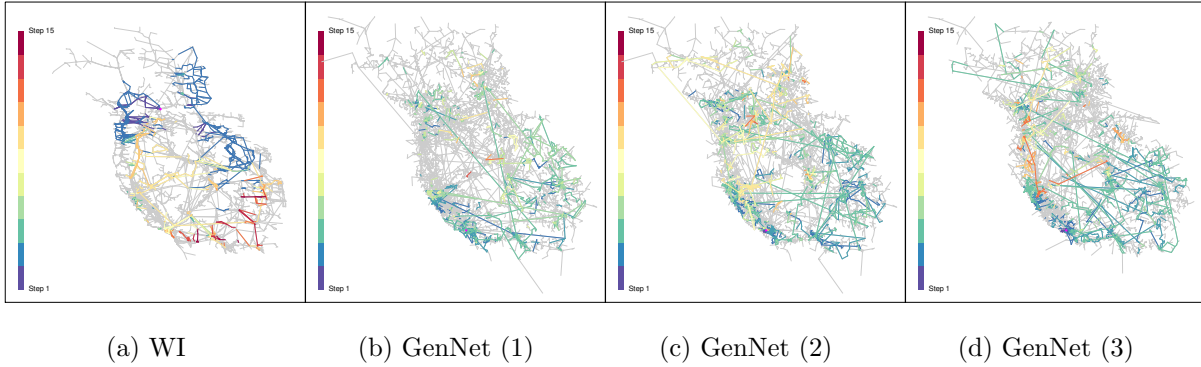 Step 15
Step 1
Step 15
Step 1
Step 15
Step 1
Step 15
Step 1
(a) WI
(b) GenNet (1)
(c) GenNet (2)
(d) GenNet (3)